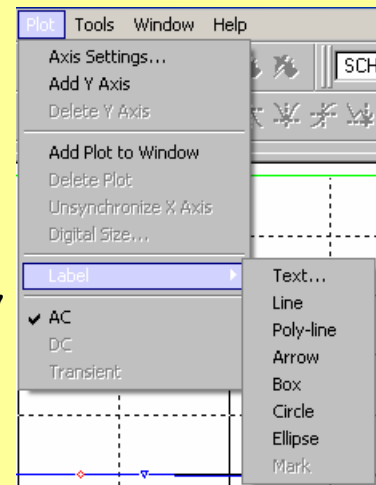 Plot Tools Window Help
SCH
Axis Settings...
Add Y Axis
Delete Y Axis
Add Plot to Window
Delete Plot
Unsynchronize X Axis
Digital Size...
Label
AC
DC
Transient
Text...
Line
Poly-line
Arrow
Box
Circle
Ellipse
Mark